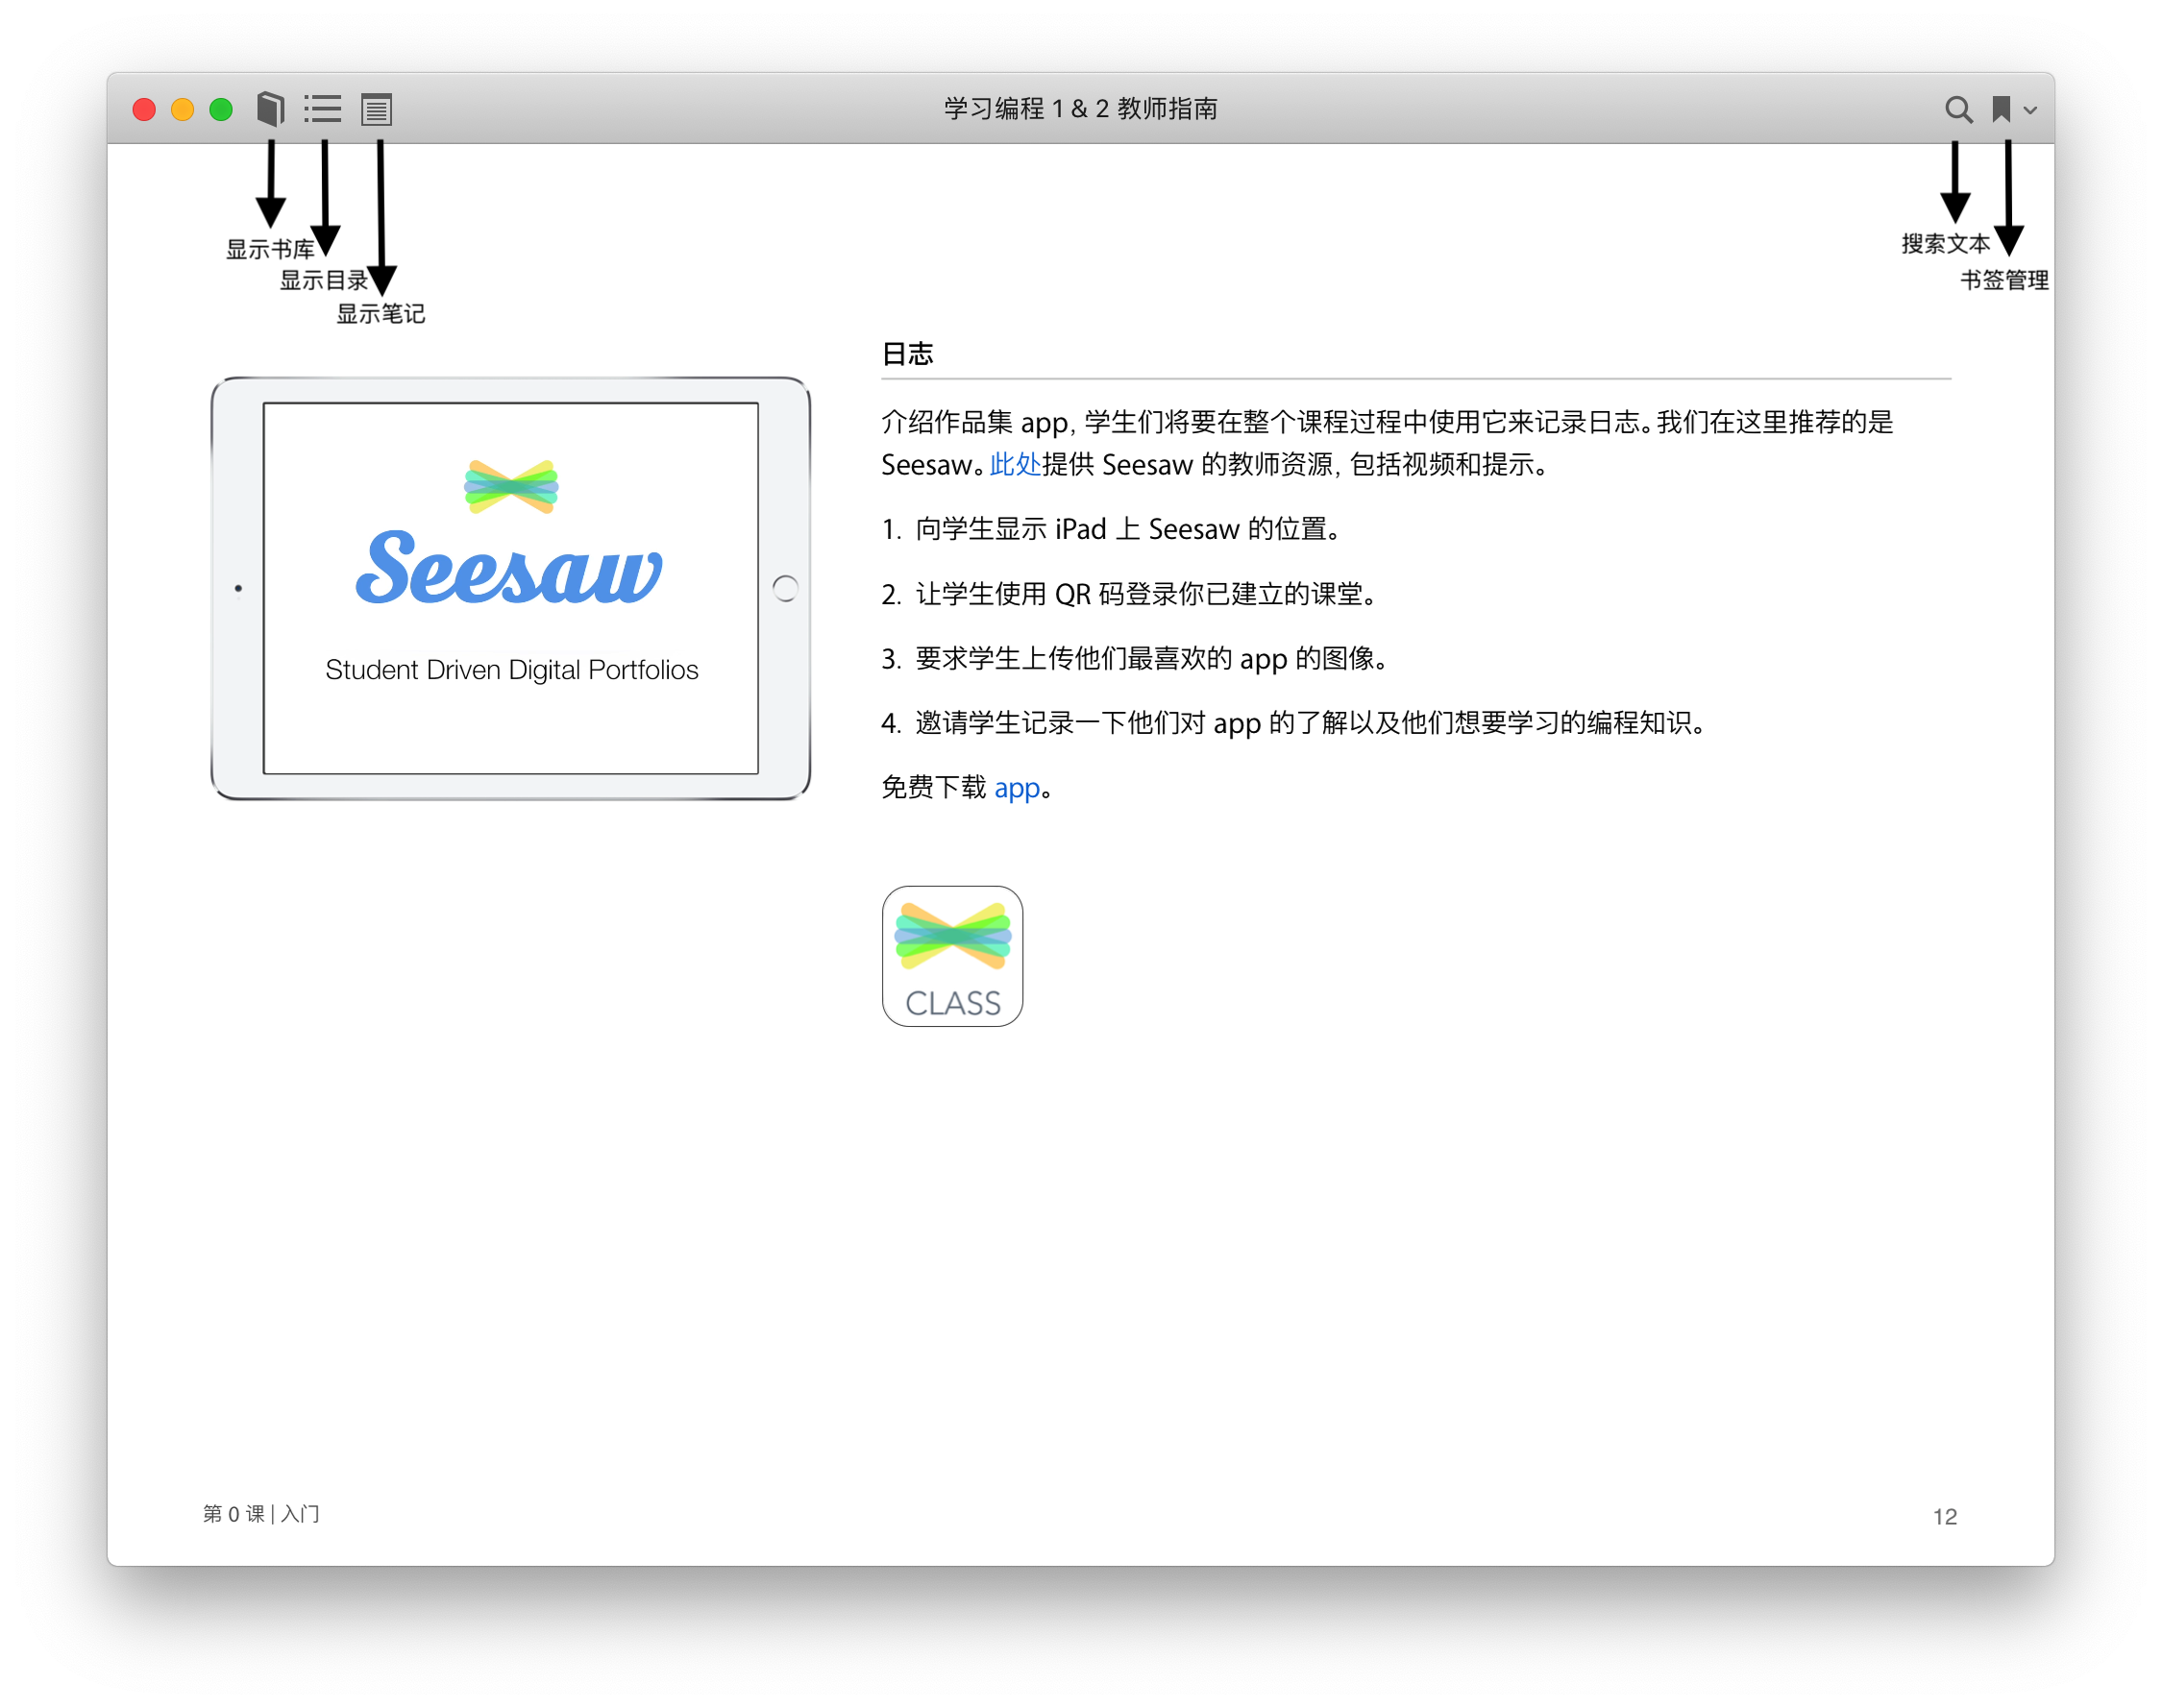 学习编程 1 & 2 教师指南
显示书库
显示目录
显示笔记
搜索文本
书签管理
Seesaw
Student Driven Digital Portfolios
日志
介绍作品集 app, 学生们将要在整个课程过程中使用它来记录日志。我们在这里推荐的是
Seesaw。此处提供 Seesaw 的教师资源, 包括视频和提示。
1. 向学生显示 iPad 上 Seesaw 的位置。
2. 让学生使用 QR 码登录你已建立的课堂。
3. 要求学生上传他们最喜欢的 app 的图像。
4. 邀请学生记录一下他们对 app 的了解以及他们想要学习的编程知识。
免费下载 app。
CLASS
第 0 课 | 入门
12